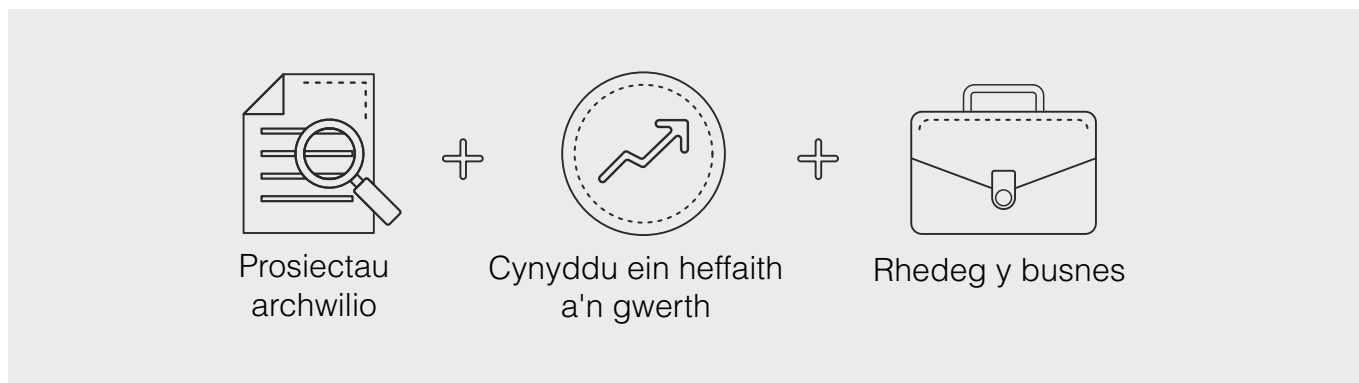 Prosiectau
archwilio
Cynyddu ein heffaith
a'n gwerth
Rhedeg y busnes